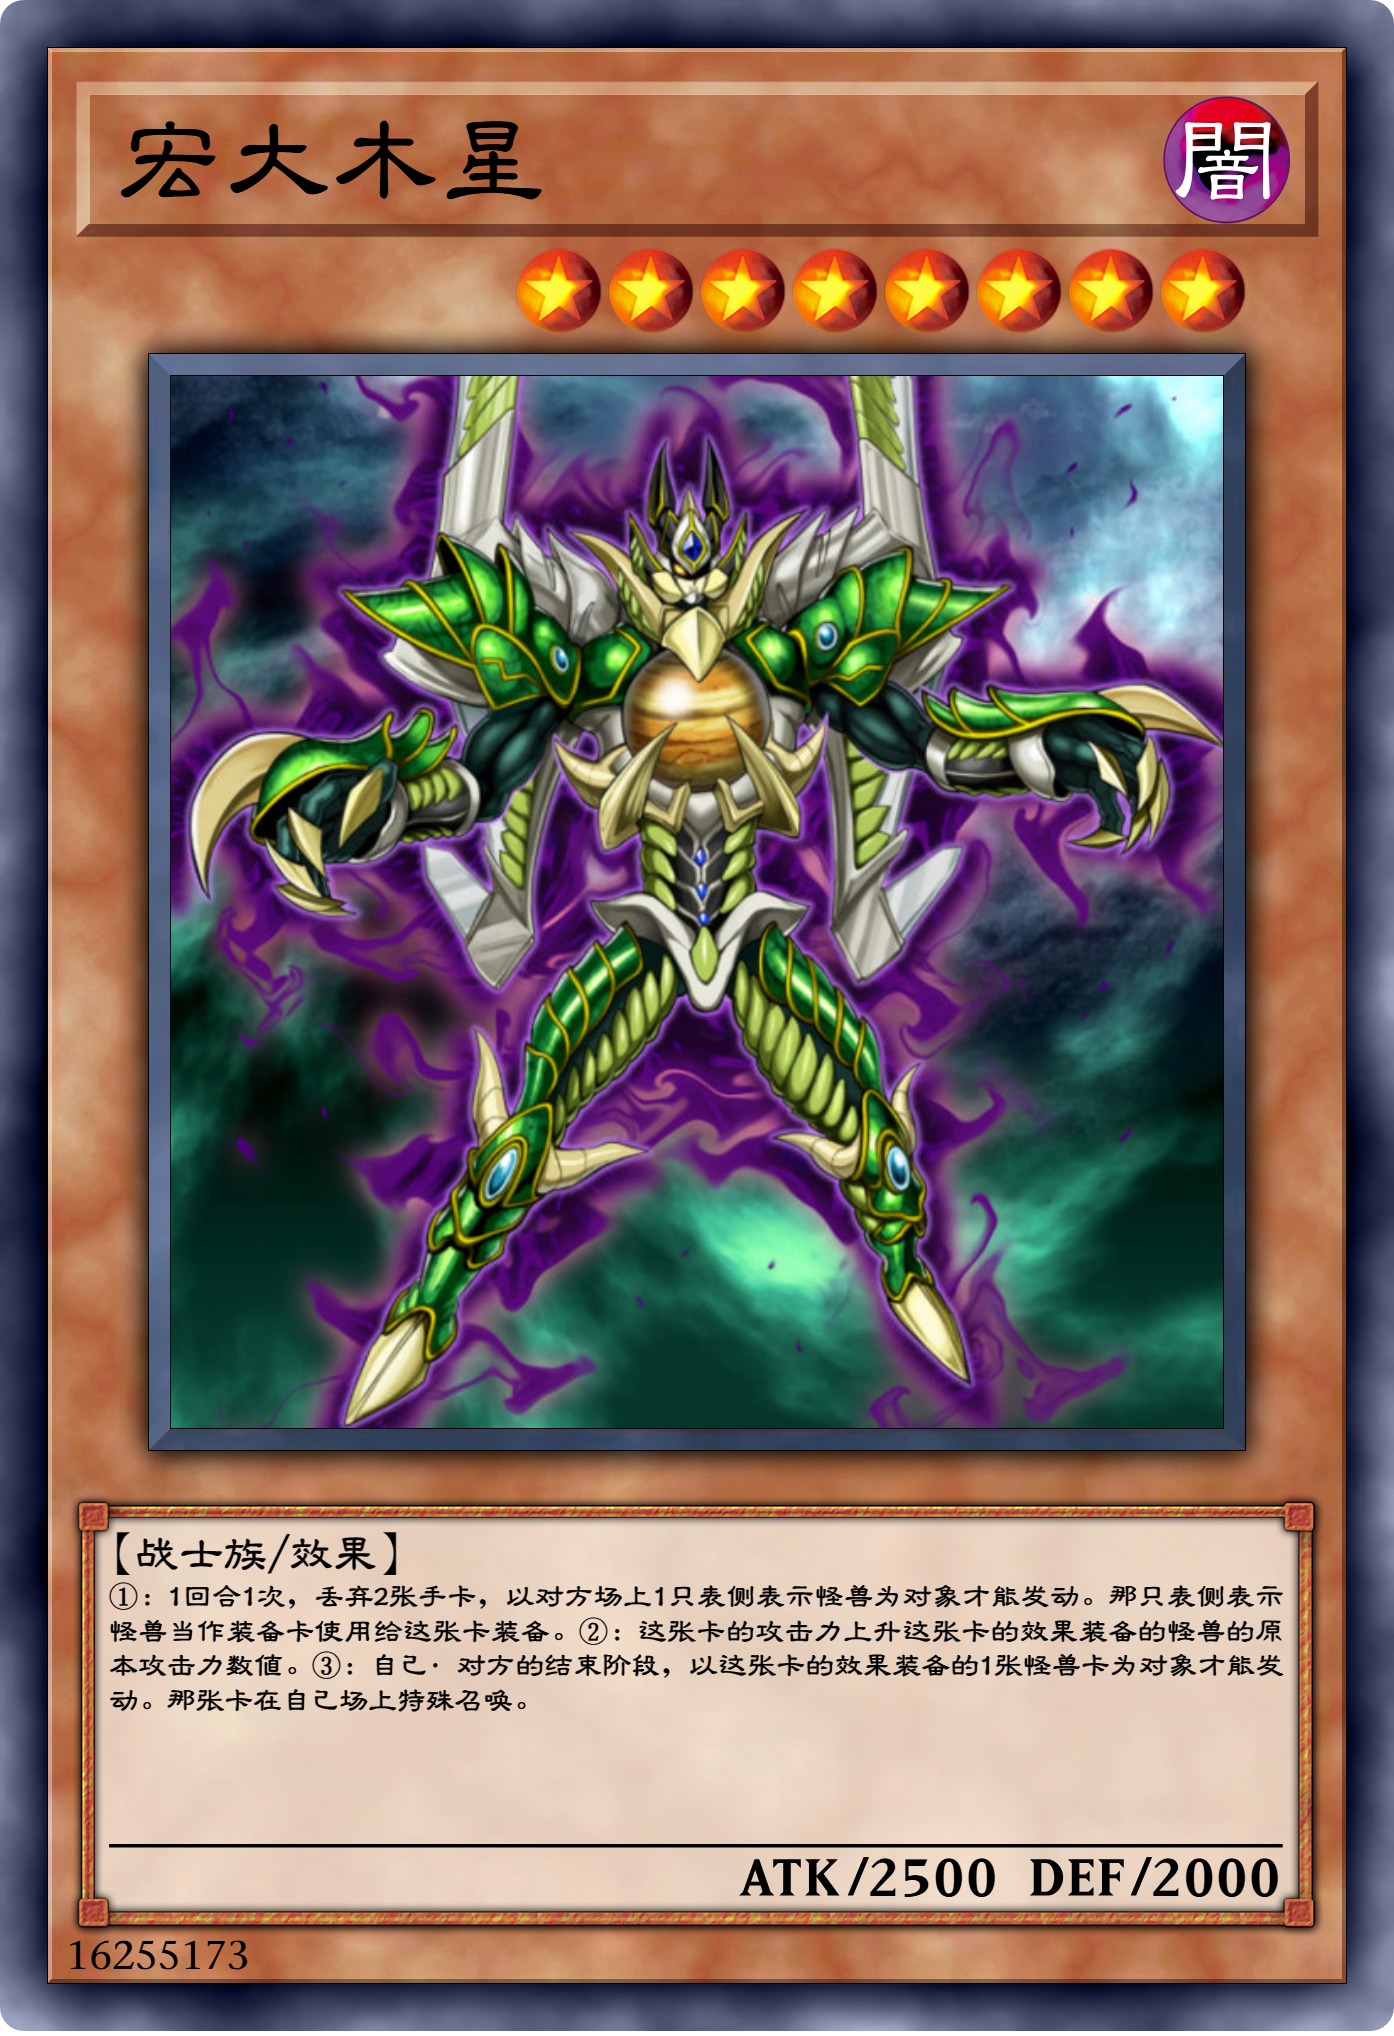 宏大木星
闇
【战士族/效果】
①：1回合1次，丢弃2张手卡，以对方场上1只表侧表示怪兽为对象才能发动。那只表侧表示
怪兽当作装备卡使用给这张卡装备。②：这张卡的攻击力上升这张卡的效果装备的怪兽的原
本攻击力数值。③：自己·对方的结束阶段，以这张卡的效果装备的1张怪兽卡为对象才能发
动。那张卡在自己场上特殊召唤。
ATK/2500 DEF/2000
16255173